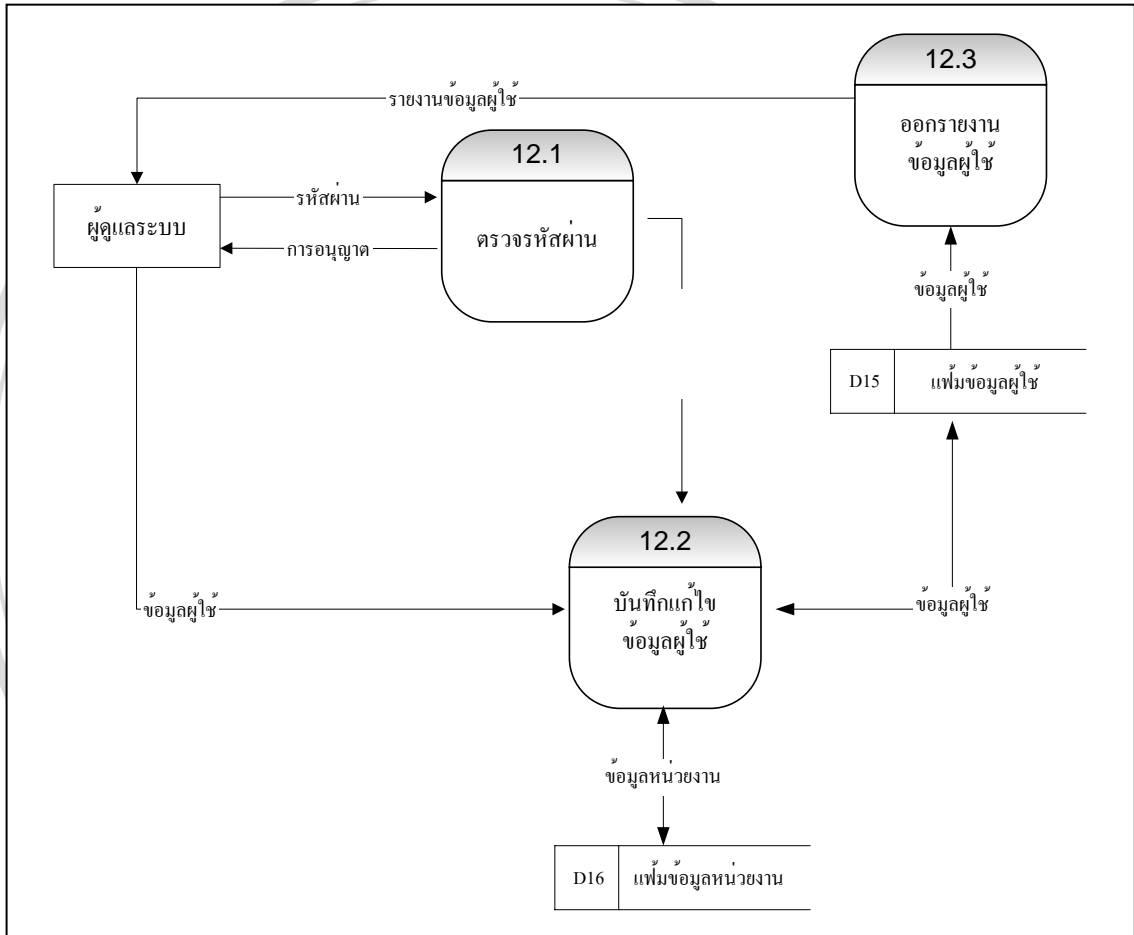 12.3
รายงานข้อมูลผู้ใช้
ออกรายงาน
ข้อมูลผู้ใช้
12.1
รหัสผ่าน
ผู้ดูแลระบบ
ตรวจรหัสผ่าน
การอนุญาต
ข้อมูลผู้ใช้
D15
แฟ้มข้อมูลผู้ใช้
12.2
บันทึกแก้ไข
ข้อมูลผู้ใช้
ข้อมูลผู้ใช้
ข้อมูลผู้ใช้
ข้อมูลหน่วยงาน
D16
แฟ้มข้อมูลหน่วยงาน